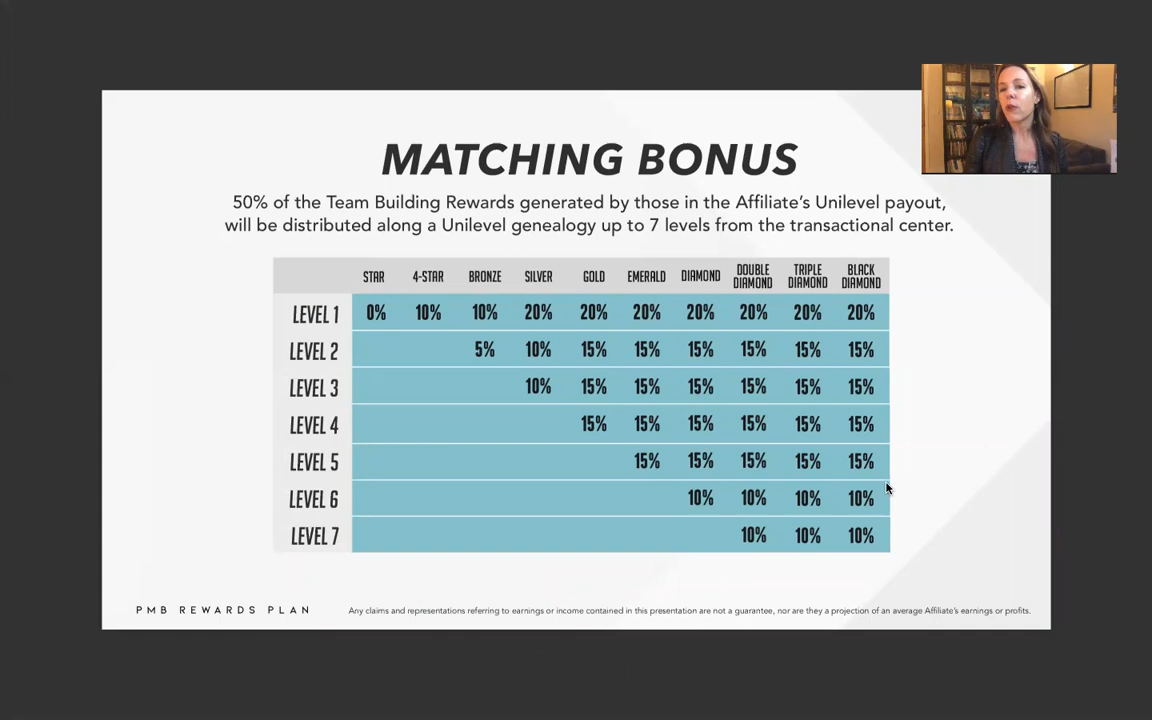 MATCHING BONUS
50% of the Team Building Rewards generated by those in the Affiliate's Unilevel payout,
will be distributed along a Unilevel genealogy up to 7 levels from the transactional center.
STAR 4-STAR BRONZE SILVER GOLD EMERALD DIAMOND DOUBLE DIAMOND TRIPLE DIAMOND BLACK DIAMOND
LEVEL 1 0% 10% 10% 20% 20% 20% 20% 20% 20% 20%
LEVEL 2 5% 10% 15% 15% 15% 15% 15% 15%
LEVEL 3 10% 15% 15% 15% 15% 15% 15%
LEVEL 4 15% 15% 15% 15% 15% 15%
LEVEL 5 15% 15% 15% 15% 15%
LEVEL 6 10% 10% 10% 10%
LEVEL 7 10% 10% 10%
PMB REWARDS PLAN
Any claims and representations referring to earnings or income contained in this presentation are not a guarantee, nor are they a projection of an average Affiliate's earnings or profits.